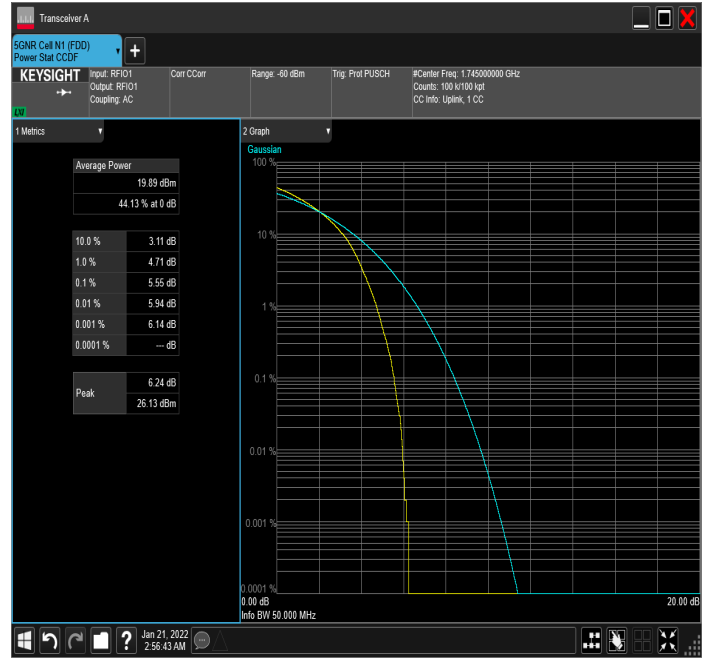 Transceiver A
5GNR Cell N1 (FDD)
Power Stat CCDF
KEYSIGHT
Input: RFIO1
Output: RFIO1
Coupling: AC
Corr CCorr
Range: -60 dBm
Trig: Prot PUSCH
#Center Freq: 1.745000000 GHz
Counts: 100 k/100 kpt
CC Info: Uplink, 1 CC
1 Metrics
Average Power
19.89 dBm
44.13 % at 0 dB
10.0 % 3.11 dB
1.0 % 4.71 dB
0.1 % 5.55 dB
0.01 % 5.94 dB
0.001 % 6.14 dB
0.0001 % --- dB
Peak
6.24 dB
26.13 dBm
2 Graph
Gaussian
100 %
10 %
1 %
0.1 %
0.01 %
0.001 %
0.0001 %
0.00 dB
20.00 dB
Info BW 50.000 MHz
?
Jan 21, 2022
2:56:43 AM